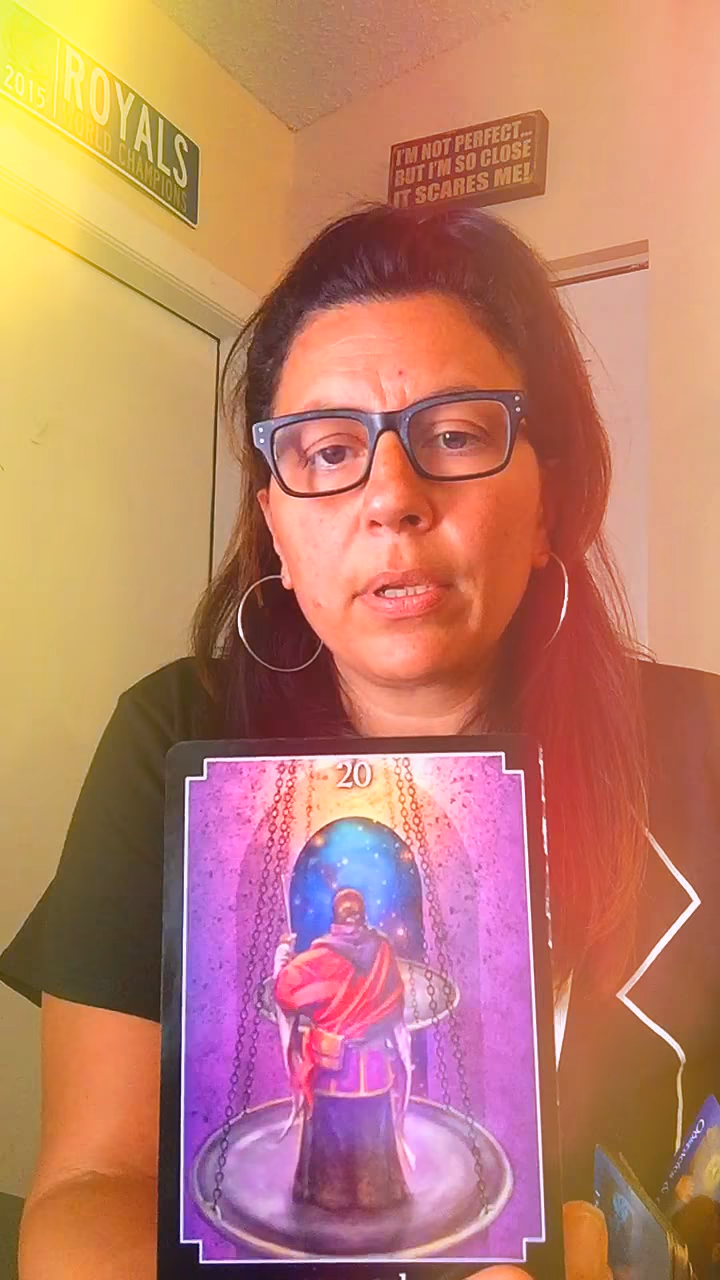 2015 ROYALS
WORLD CHAMPIONS
I'M NOT PERFECT...
BUT I'M SO CLOSE
IT SCARES ME!
20